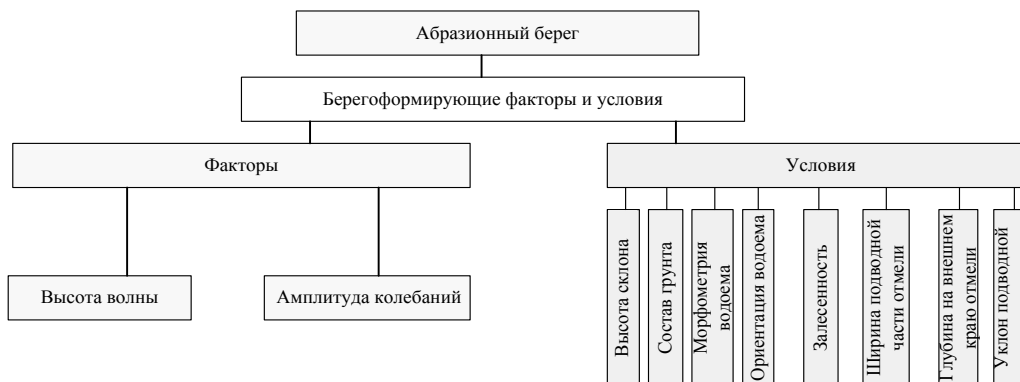 Абразионный берег
Берегоформирующие факторы и условия
Факторы
Условия
Высота волны
Амплитуда колебаний
Высота склона
Состав грунта
Морфометрия
водоема
Ориентация водоема
Залесенность
Ширина подводной
части отмели
Глубина на внешнем
краю отмели
Уклон подводной